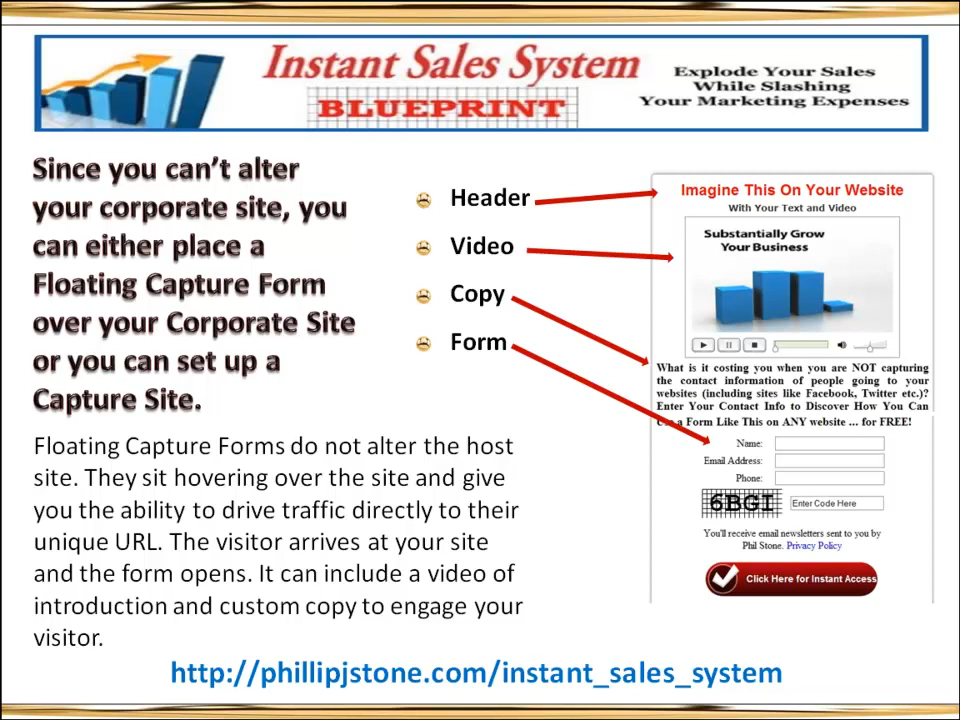 Instant Sales System
BLUEPRINT
Explode Your Sales
While Slashing
Your Marketing Expenses
Since you can't alter
your corporate site, you
can either place a
Floating Capture Form
over your Corporate Site
or you can set up a
Capture Site.
Header
Video
Copy
Form
Imagine This On Your Website
With Your Text and Video
Substantially Grow
Your Business
What is it costing you when you are NOT capturing
the contact information of people going to your
websites (including sites like Facebook, Twitter etc.)?
Enter Your Contact Info to Discover How You Can
Use a Form Like This on ANY website ... for FREE!
Name:
Email Address:
Phone:
6BGI
Enter Code Here
You'll receive email newsletters sent to you by
Phil Stone. Privacy Policy
Click Here for Instant Access
Floating Capture Forms do not alter the host
site. They sit hovering over the site and give
you the ability to drive traffic directly to their
unique URL. The visitor arrives at your site
and the form opens. It can include a video of
introduction and custom copy to engage your
visitor.
http://phillipjstone.com/instant_sales_system